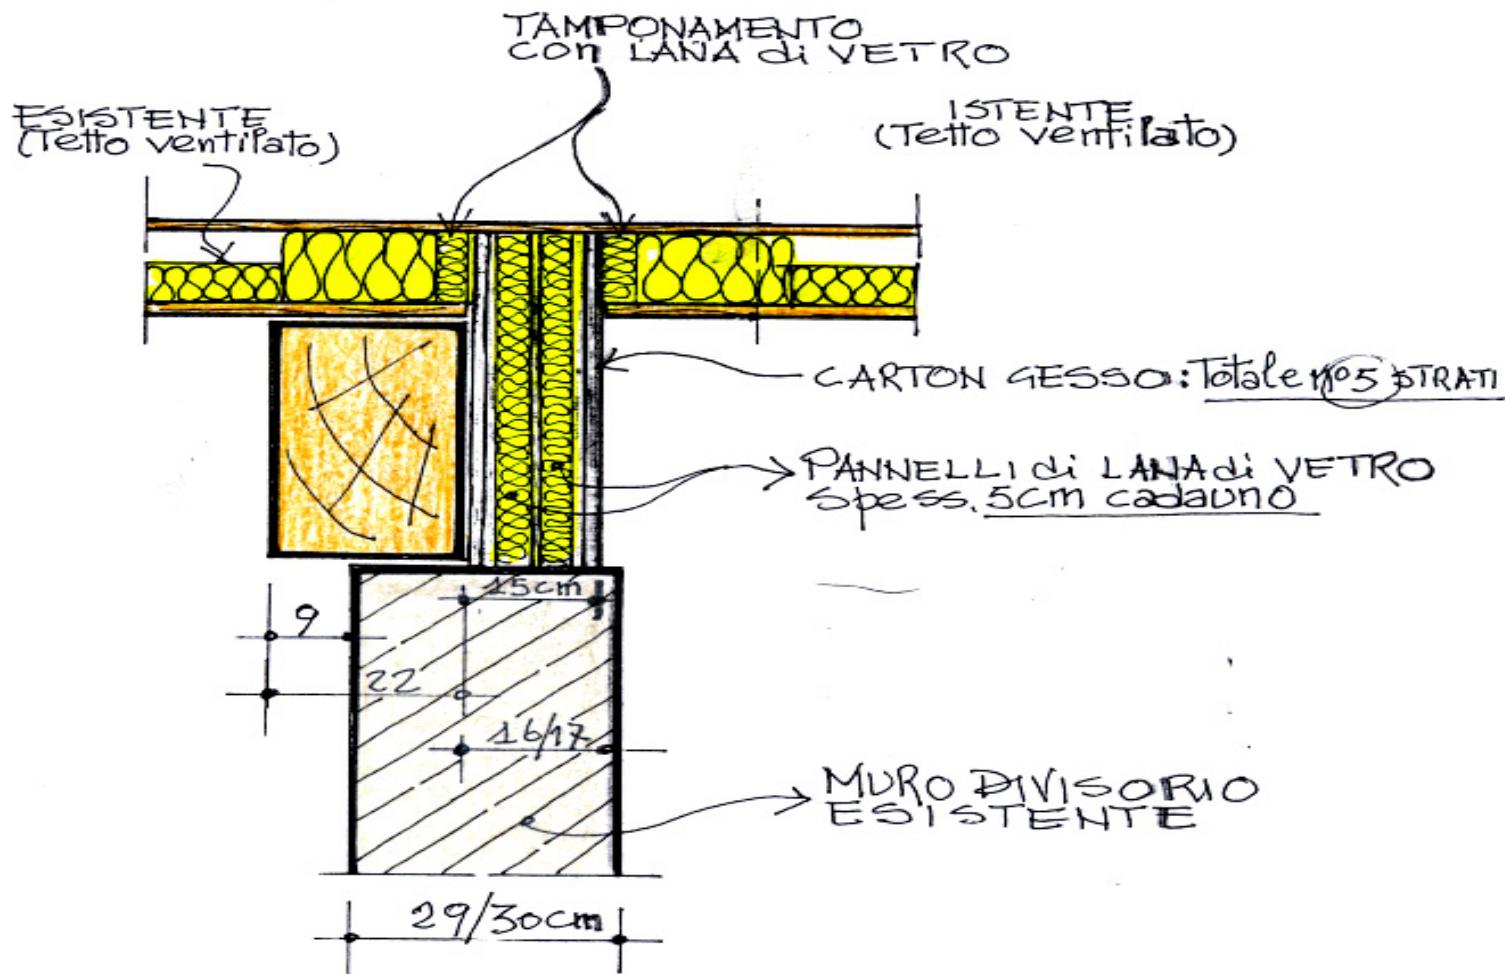 TAMPONAMENTO
con LANA di VETRO
ESISTENTE
(Tetto ventilato)
ISTENTE
(Tetto ventilato)
CARTON GESSO: Totale n°5 STRATI
PANNELLI di LANA di VETRO
Spess. 5cm cadauno
15cm
9
22
16/17
MURO DIVISORIO
ESISTENTE
29/30cm